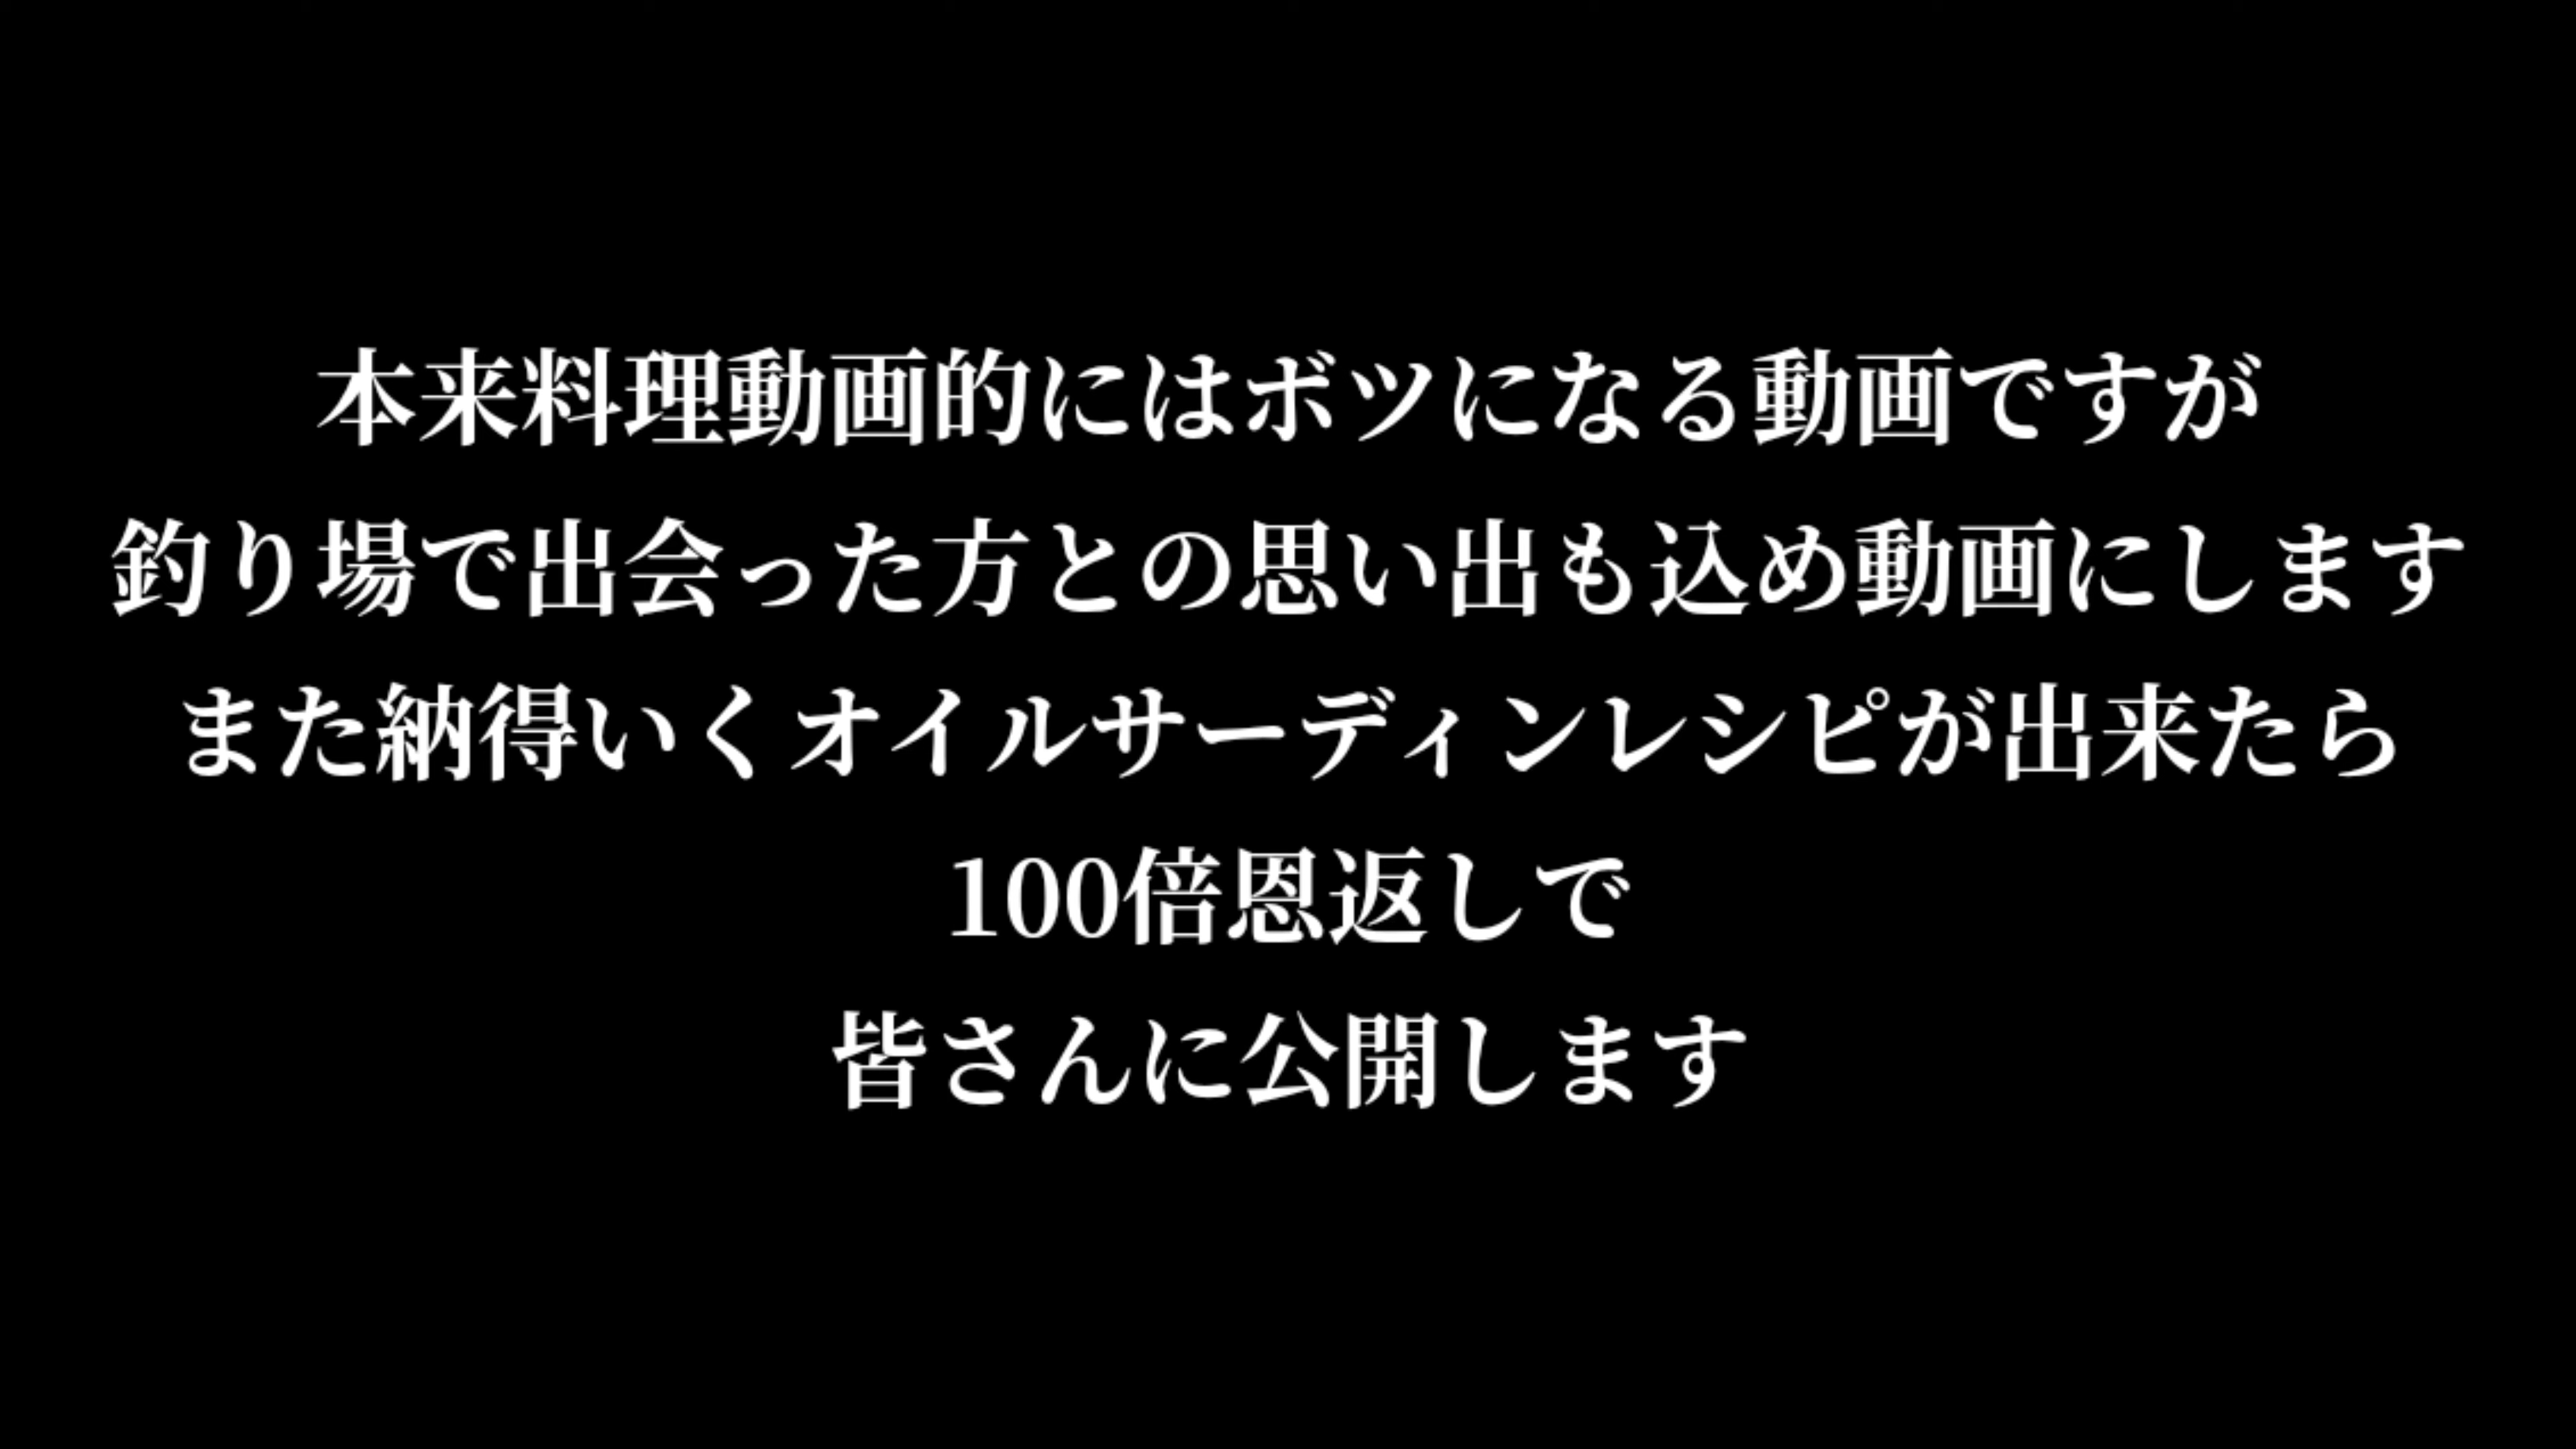 本来料理動画的にはボツになる動画ですが
釣り場で出会った方との思い出も込め動画にします
また納得いくオイルサーディンレシピが出来たら
100倍恩返しで
皆さんに公開します